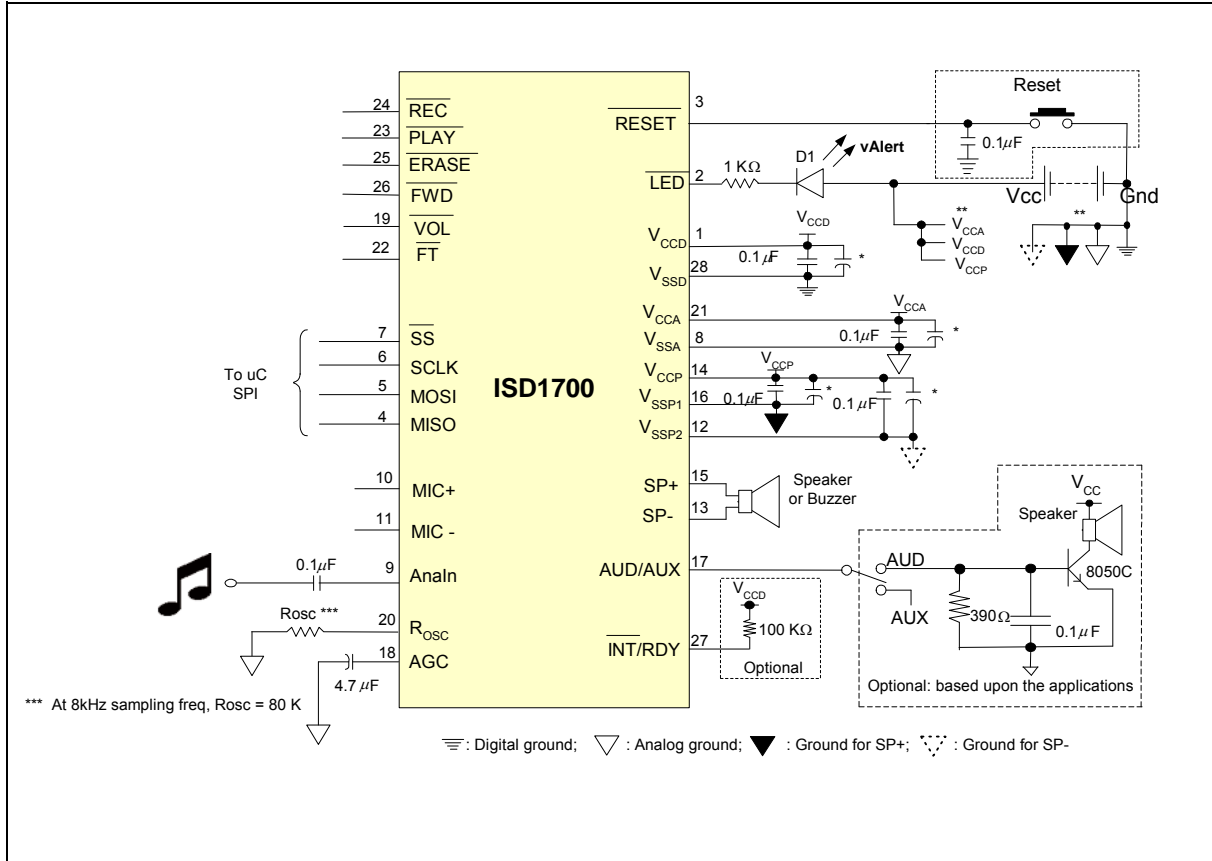 24 REC
23 PLAY
25 ERASE
26 FWD
19 VOL
22 FT
To uC
SPI
7 SS
6 SCLK
5 MOSI
4 MISO
10 MIC+
11 MIC -
0.1μF
9 AnaIn
Rosc ***
20 ROSC
18 AGC
4.7 μF
*** At 8kHz sampling freq, Rosc = 80 K
ISD1700
3
RESET
Reset
0.1μF
LED 2
1 KΩ
D1
vAlert
Vcc
Gnd
**
VCCA
VCCD
VCCP
**
VCCD 1
VSSD 28
VCCD
0.1μF
*
VCCA 21
VSSA 8
VCCA
0.1μF
*
VCCP 14
VSSP1 16
VSSP2 12
VCCP
0.1μF
*
0.1μF
*
SP+ 15
SP- 13
Speaker
or Buzzer
AUD/AUX 17
AUD
AUX
VCC
Speaker
8050C
390Ω
0.1μF
Optional: based upon the applications
INT/RDY 27
VCCD
100 KΩ
Optional
: Digital ground; : Analog ground; : Ground for SP+; : Ground for SP-